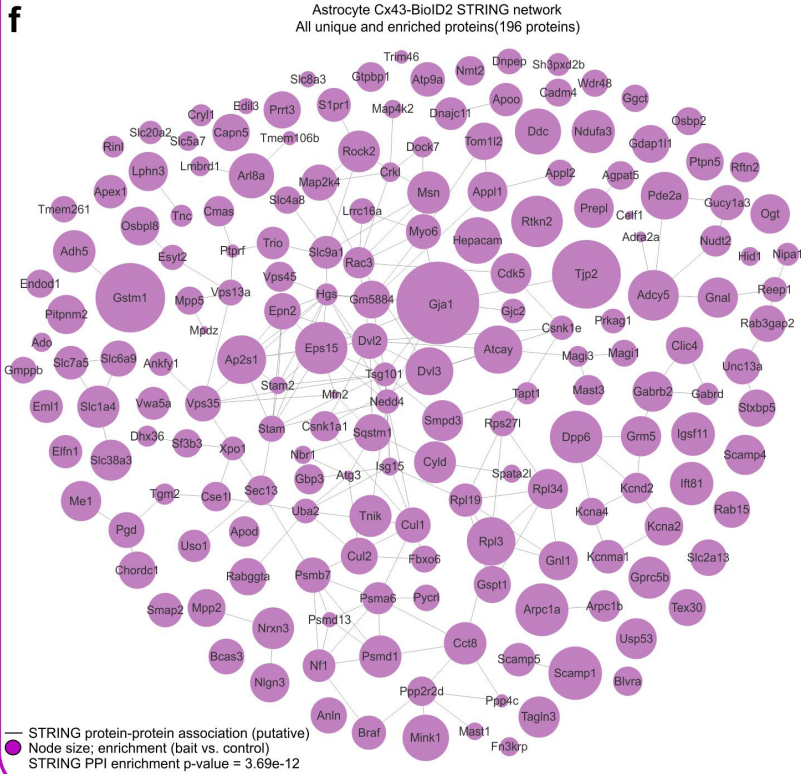 f
Astrocyte Cx43-BioID2 STRING network
All unique and enriched proteins(196 proteins)
Trim46
Slc8a3
Gtpbp1
Atp9a
Nmt2
Dnpep
Sh3pxd2b
Wdr48
Cadm4
Ggct
Cryl1
Edil3
Prrt3
S1pr1
Map4k2
Dnajc11
Apoo
Osbp2
Slc20a2
Slc5a7
Capn5
Tmem106b
Rock2
Dock7
Tom1l2
Ddc
Ndufa3
Gdap1l1
Rinl
Lphn3
Lmbrd1
Arl8a
Map2k4
Crkl
Msn
Appl1
Appl2
Agpat5
Ptpn5
Rftn2
Apex1
Tmem261
Tnc
Cmas
Slc4a8
Lrrc16a
Prepl
Celf1
Pde2a
Gucy1a3
Ogt
Osbpl8
Adh5
Esyt2
Ptprf
Trio
Slc9a1
Rac3
Myo6
Hepacam
Rtkn2
Adra2a
Nudt2
Hid1
Nipa1
Endod1
Gstm1
Mpp5
Vps13a
Vps45
Hgs
Gm5884
Gja1
Cdk5
Tjp2
Adcy5
Gnal
Reep1
Pitpnm2
Mpdz
Epn2
Gjc2
Csnk1e
Prkag1
Rab3gap2
Ado
Gmppb
Slc7a5
Slc6a9
Ankfy1
Ap2s1
Eps15
Dvl2
Dvl3
Atcay
Magi3
Magi1
Clic4
Unc13a
Stam2
Tsg101
Mfn2
Nedd4
Tapt1
Mast3
Gabrb2
Gabrd
Stxbp5
Eml1
Slc1a4
Vwa5a
Vps35
Stam
Csnk1a1
Sqstm1
Smpd3
Rps27l
Dpp6
Grm5
Igsf11
Scamp4
Elfn1
Slc38a3
Dhx36
Sf3b3
Xpo1
Nbr1
Isg15
Cyld
Spata2l
Gbp3
Atg3
Me1
Tgm2
Cse1l
Sec13
Uba2
Tnik
Cul1
Rpl19
Rpl34
Kcna4
Kcnd2
Ift81
Rab15
Pgd
Uso1
Apod
Kcna2
Chordc1
Rabggta
Psmb7
Cul2
Fbxo6
Rpl3
Gnl1
Kcnma1
Slc2a13
Gprc5b
Smap2
Mpp2
Psma6
Pycrl
Gspt1
Arpc1a
Arpc1b
Tex30
Nrxn3
Psmd13
Usp53
Bcas3
Nlgn3
Nf1
Psmd1
Cct8
Scamp5
Scamp1
Blvra
Anln
Braf
Ppp2r2d
Ppp4c
Mink1
Mast1
Fn3krp
Tagln3
STRING protein-protein association (putative)
Node size; enrichment (bait vs. control)
STRING PPI enrichment p-value = 3.69e-12